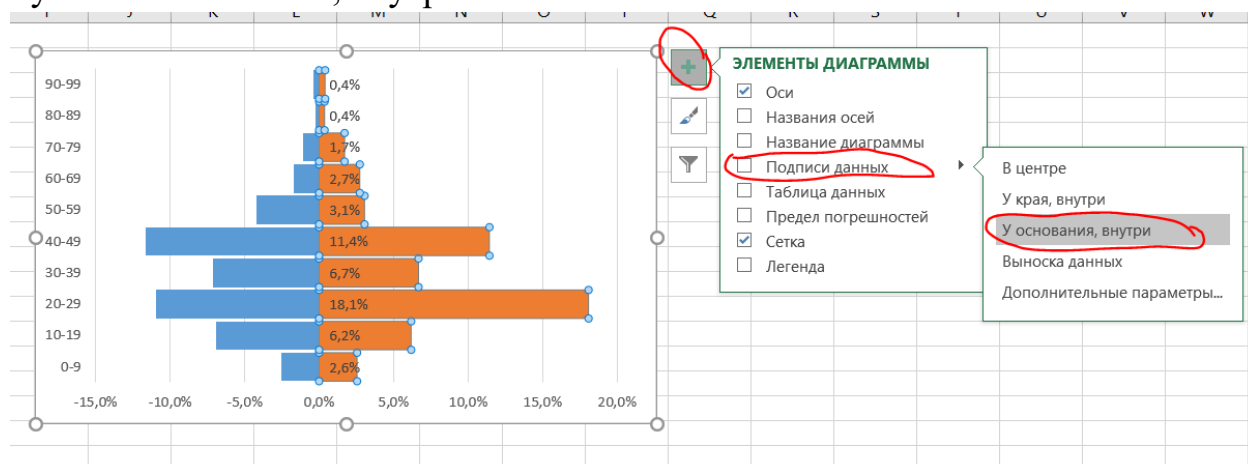 У основания, внутри
Q R S T U V W
90-99
0,4%
80-89
0,4%
70-79
1,7%
60-69
2,7%
50-59
3,1%
40-49
11,4%
30-39
6,7%
20-29
18,1%
10-19
6,2%
0-9
2,6%
-15,0% -10,0% -5,0% 0,0% 5,0% 10,0% 15,0% 20,0%
ЭЛЕМЕНТЫ ДИАГРАММЫ
Оси
Названия осей
Название диаграммы
Подписи данных
Таблица данных
Предел погрешностей
Сетка
Легенда
В центре
У края, внутри
У основания, внутри
Выноска данных
Дополнительные параметры...